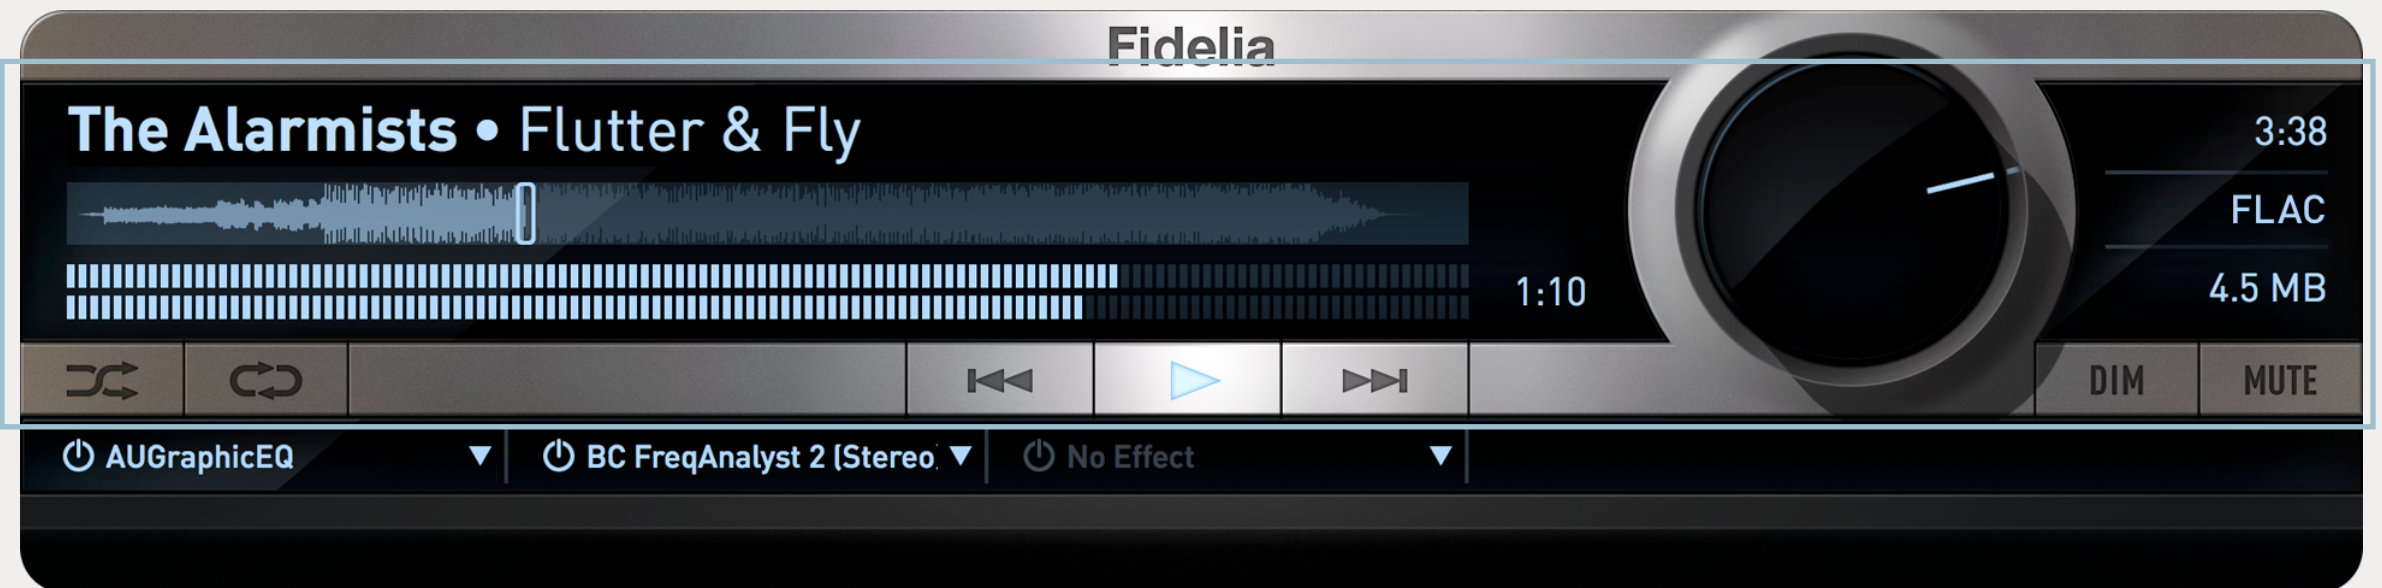 Fidelia
The Alarmists • Flutter & Fly
3:38
FLAC
1:10
4.5 MB
DIM
MUTE
AUGraphicEQ
BC FreqAnalyst 2 (Stereo
No Effect